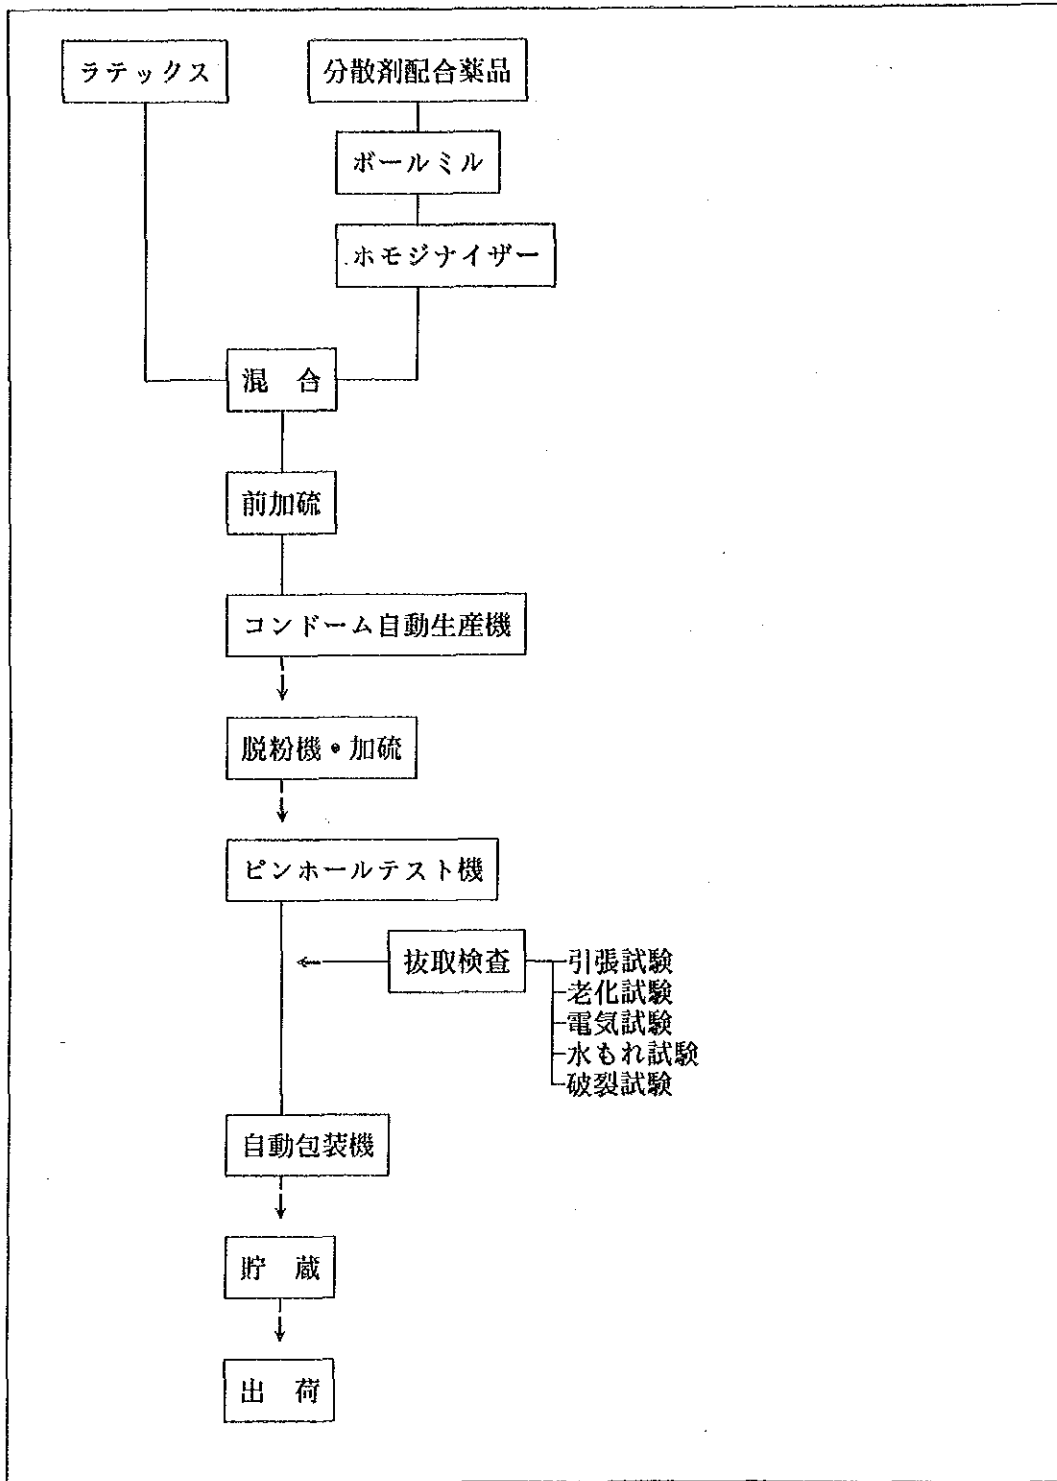 ラテックス
分散剤配合薬品
ボールミル
ホモジナイザー
混 合
前加硫
コンドーム自動生産機
脱粉機・加硫
ピンホールテスト機
抜取検査
引張試験
老化試験
電気試験
水もれ試験
破裂試験
自動包装機
貯 蔵
出 荷